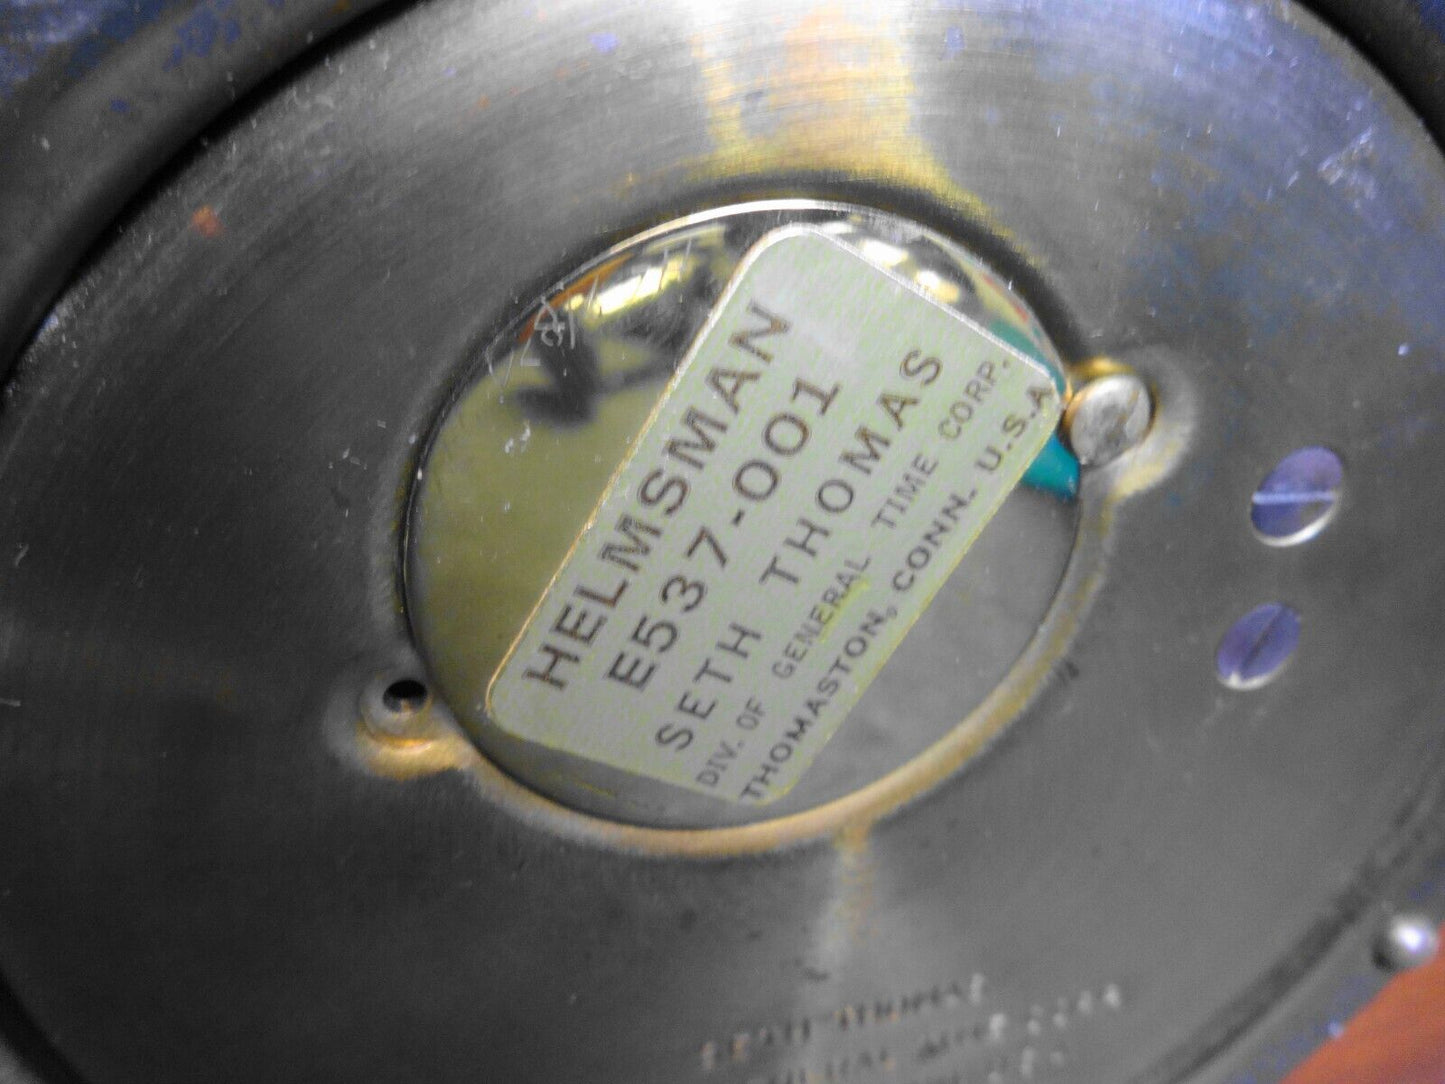 HELMSMAN
E537-001
SETH THOMAS
DIV. OF GENERAL TIME CORP.
THOMASTON, CONN. U.S.A